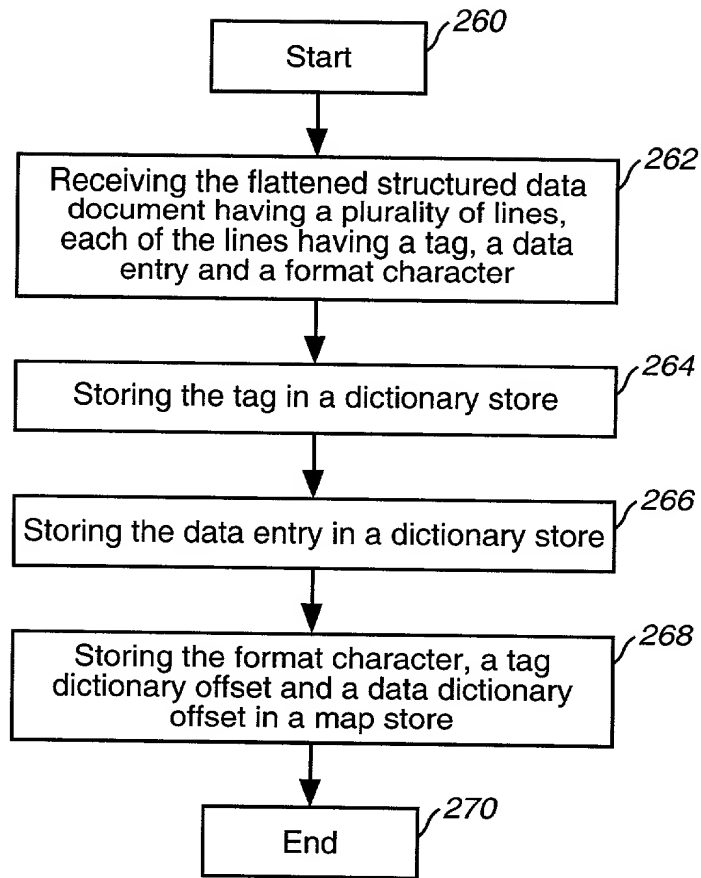 260
Start
262
Receiving the flattened structured data
document having a plurality of lines,
each of the lines having a tag, a data
entry and a format character
264
Storing the tag in a dictionary store
266
Storing the data entry in a dictionary store
268
Storing the format character, a tag
dictionary offset and a data dictionary
offset in a map store
270
End